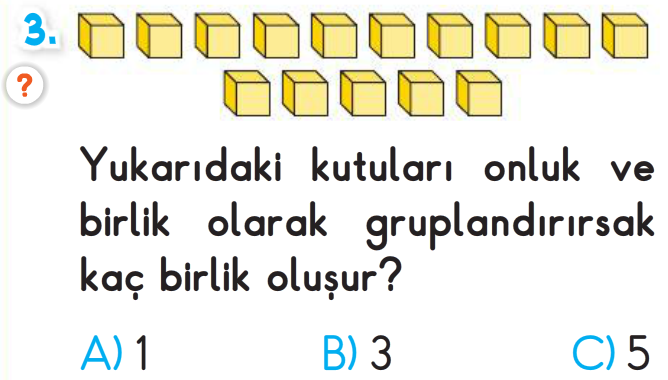 3.
?
Yukarıdaki kutuları onluk ve
birlik olarak gruplandırırsak
kaç birlik oluşur?
A) 1 B) 3 C) 5